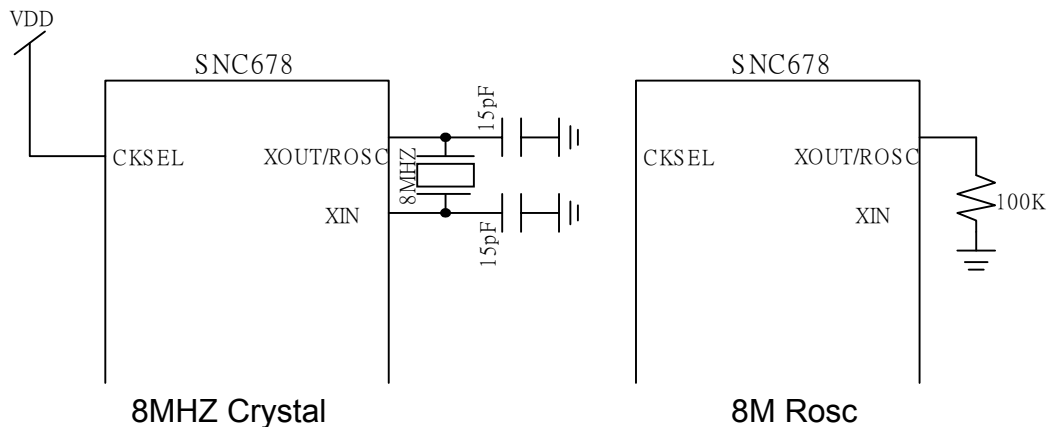 VDD
SNC678
CKSEL
XOUT/ROSC
XIN
8MHZ
15pF
15pF
8MHZ Crystal
SNC678
CKSEL
XOUT/ROSC
XIN
100K
8M Rosc